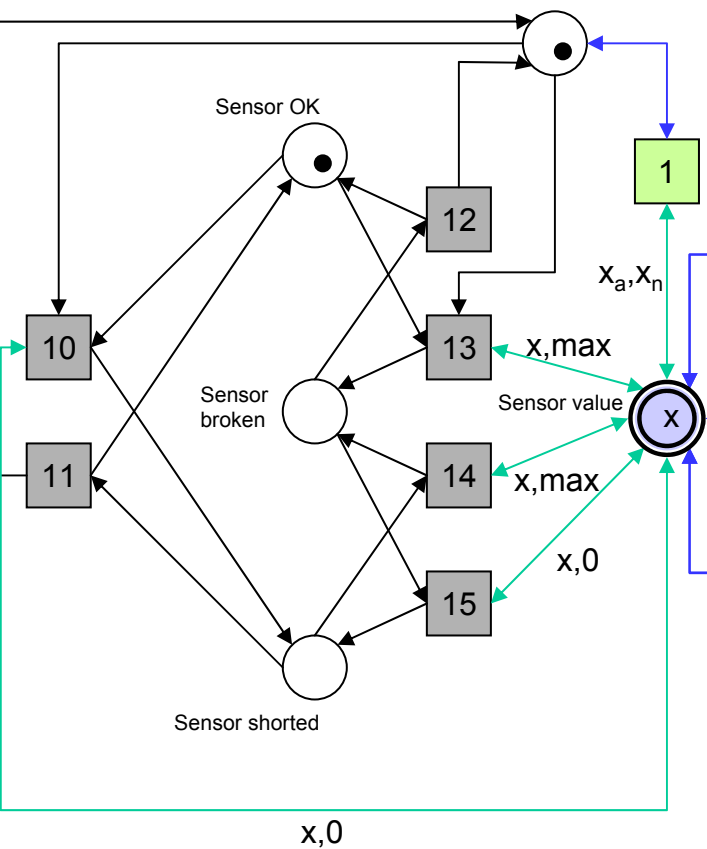 Sensor OK
1
12
xa,xn
10
13
x,max
Sensor
broken
Sensor value
x
11
14
x,max
x,0
15
Sensor shorted
x,0